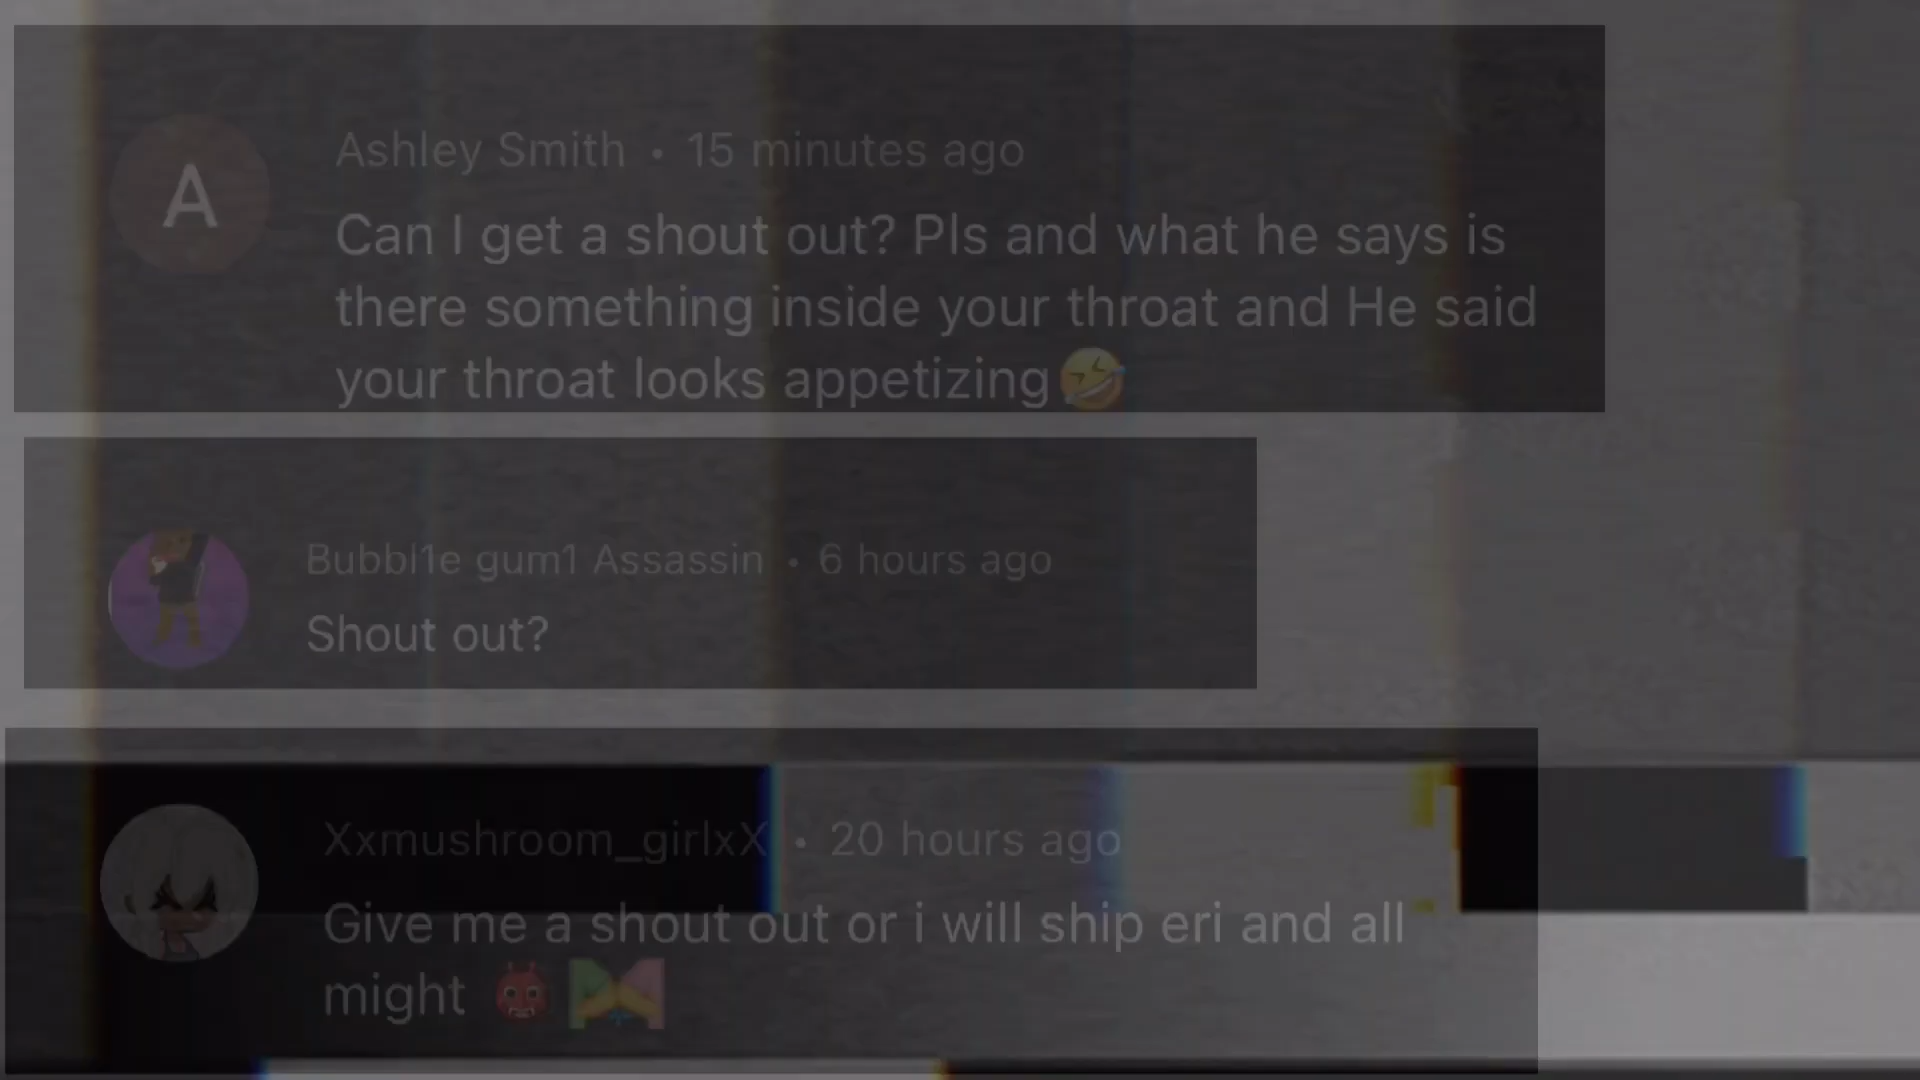 A
Ashley Smith • 15 minutes ago
Can I get a shout out? Pls and what he says is
there something inside your throat and He said
your throat looks appetizing🤣
Bubbl1e gum1 Assassin • 6 hours ago
Shout out?
Xxmushroom_girlxX • 20 hours ago
Give me a shout out or i will ship eri and all
might 👹